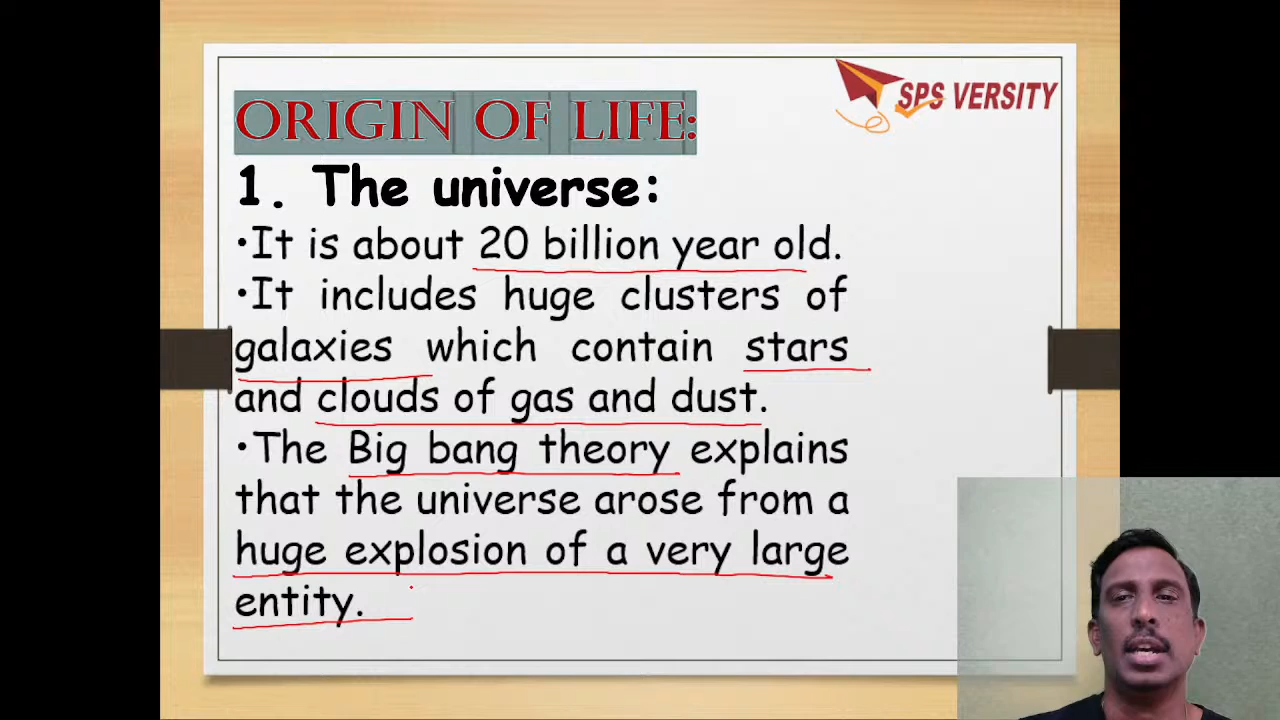 SPS VERSITY
ORIGIN OF LIFE:
1. The universe:
•It is about 20 billion year old.
•It includes huge clusters of
galaxies which contain stars
and clouds of gas and dust.
•The Big bang theory explains
that the universe arose from a
huge explosion of a very large
entity.